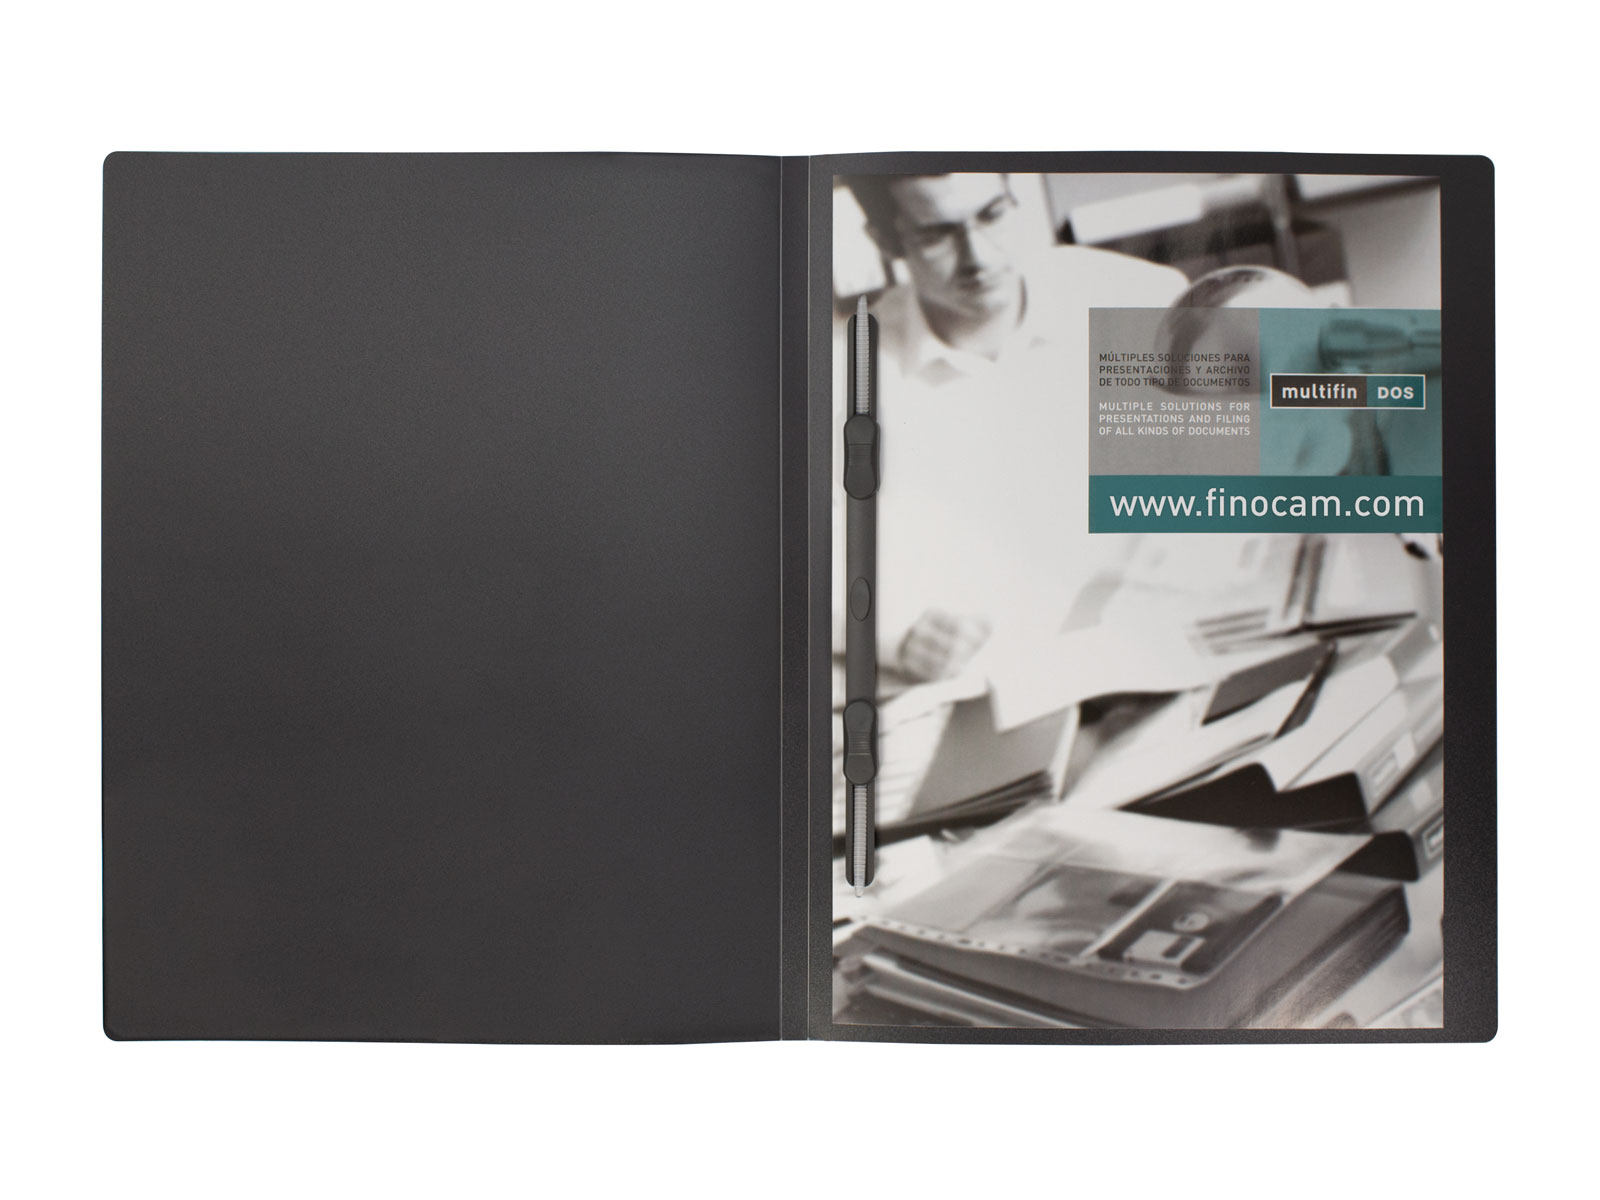 MÚLTIPLES SOLUCIONES PARA
PRESENTACIONES Y ARCHIVO
DE TODO TIPO DE DOCUMENTOS
MULTIPLE SOLUTIONS FOR
PRESENTATIONS AND FILING
OF ALL KINDS OF DOCUMENTS
multifin DOS
www.finocam.com